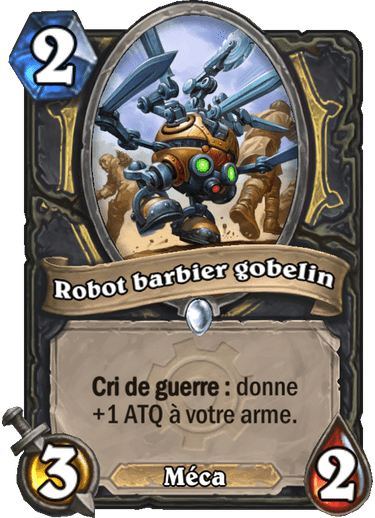 2
Robot barbier gobelin
Cri de guerre : donne
+1 ATQ à votre arme.
3
Méca
2